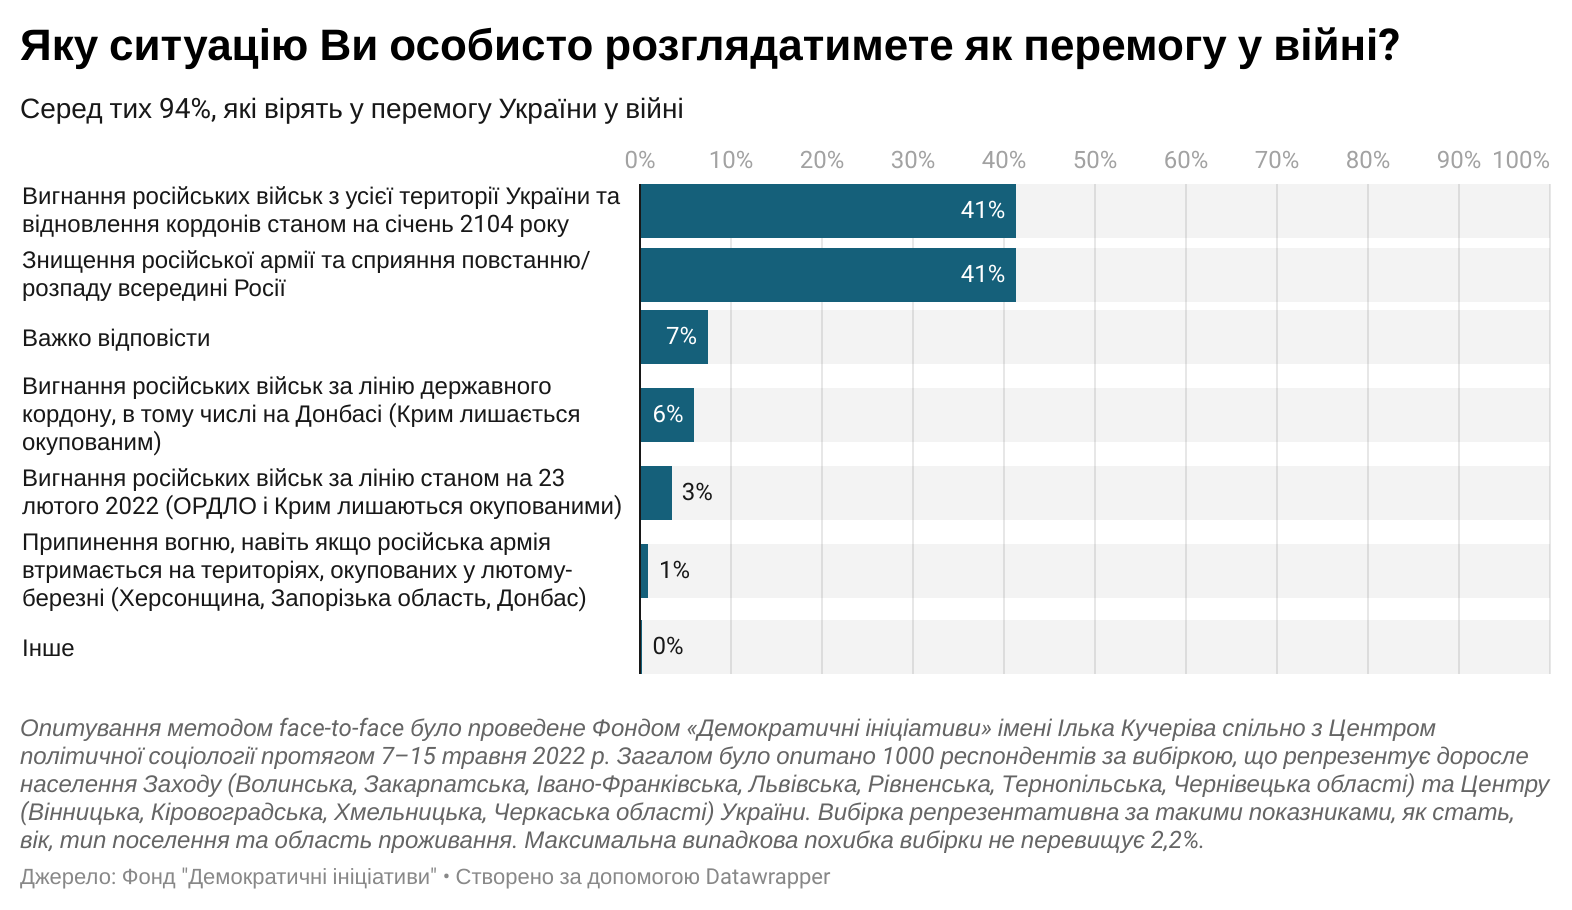 Яку ситуацію Ви особисто розглядатимете як перемогу у війні?
Серед тих 94%, які вірять у перемогу України у війні
0% 10% 20% 30% 40% 50% 60% 70% 80% 90% 100%
Вигнання російських військ з усієї території України та
відновлення кордонів станом на січень 2104 року
41%
Знищення російської армії та сприяння повстанню/
розпаду всередині Росії
41%
Важко відповісти
7%
Вигнання російських військ за лінію державного
кордону, в тому числі на Донбасі (Крим лишається
окупованим)
6%
Вигнання російських військ за лінію станом на 23
лютого 2022 (ОРДЛО і Крим лишаються окупованими)
3%
Припинення вогню, навіть якщо російська армія
втримається на територіях, окупованих у лютому-
березні (Херсонщина, Запорізька область, Донбас)
1%
Інше
0%
Опитування методом face-to-face було проведене Фондом «Демократичні ініціативи» імені Ілька Кучеріва спільно з Центром
політичної соціології протягом 7–15 травня 2022 р. Загалом було опитано 1000 респондентів за вибіркою, що репрезентує доросле
населення Заходу (Волинська, Закарпатська, Івано-Франківська, Львівська, Рівненська, Тернопільська, Чернівецька області) та Центру
(Вінницька, Кіровоградська, Хмельницька, Черкаська області) України. Вибірка репрезентативна за такими показниками, як стать,
вік, тип поселення та область проживання. Максимальна випадкова похибка вибірки не перевищує 2,2%.
Джерело: Фонд "Демократичні ініціативи" • Створено за допомогою Datawrapper